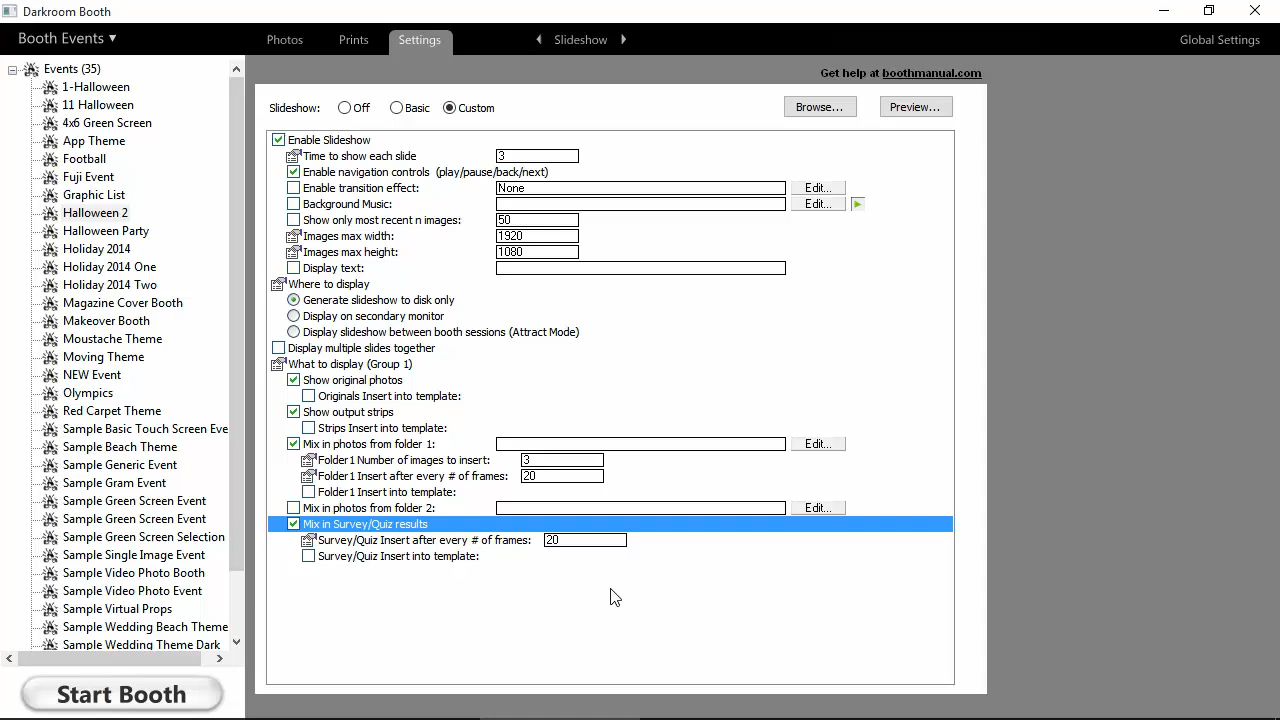 Darkroom Booth
Booth Events ▾ Photos Prints Settings Slideshow Global Settings
Get help at boothmanual.com
Events (35)
1-Halloween
11 Halloween
4x6 Green Screen
App Theme
Football
Fuji Event
Graphic List
Halloween 2
Halloween Party
Holiday 2014
Holiday 2014 One
Holiday 2014 Two
Magazine Cover Booth
Makeover Booth
Moustache Theme
Moving Theme
NEW Event
Olympics
Red Carpet Theme
Sample Basic Touch Screen Eve
Sample Beach Theme
Sample Generic Event
Sample Gram Event
Sample Green Screen Event
Sample Green Screen Event
Sample Green Screen Selection
Sample Single Image Event
Sample Video Photo Booth
Sample Video Photo Event
Sample Virtual Props
Sample Wedding Beach Theme
Sample Wedding Theme Dark
Start Booth
Slideshow: Off Basic Custom Browse... Preview...
Enable Slideshow
Time to show each slide 3
Enable navigation controls (play/pause/back/next)
Enable transition effect: None Edit...
Background Music: Edit...
Show only most recent n images: 50
Images max width: 1920
Images max height: 1080
Display text:
Where to display
Generate slideshow to disk only
Display on secondary monitor
Display slideshow between booth sessions (Attract Mode)
Display multiple slides together
What to display (Group 1)
Show original photos
Originals Insert into template:
Show output strips
Strips Insert into template:
Mix in photos from folder 1: Edit...
Folder1 Number of images to insert: 3
Folder1 Insert after every # of frames: 20
Folder1 Insert into template:
Mix in photos from folder 2: Edit...
Mix in Survey/Quiz results
Survey/Quiz Insert after every # of frames: 20
Survey/Quiz Insert into template: